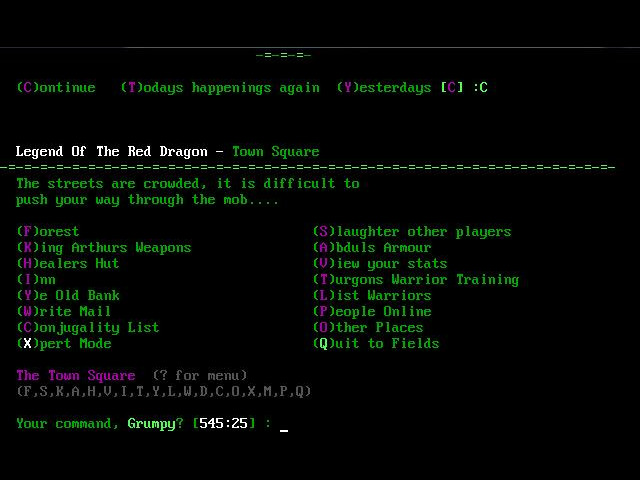 -=-=-=-
(C)ontinue   (T)odays happenings again  (Y)esterdays [C] :C
Legend Of The Red Dragon - Town Square
-=-=-=-=-=-=-=-=-=-=-=-=-=-=-=-=-=-=-=-=-=-=-=-=-=-=-=-=-=-=-=-=-=-=-=-=-=-
The streets are crowded, it is difficult to
push your way through the mob....
(F)orest                             (S)laughter other players
(K)ing Arthurs Weapons               (A)bduls Armour
(H)ealers Hut                        (V)iew your stats
(I)nn                                (T)urgons Warrior Training
(Y)e Old Bank                        (L)ist Warriors
(W)rite Mail                         (P)eople Online
(C)onjugality List                   (O)ther Places
(X)pert Mode                         (Q)uit to Fields
The Town Square  (? for menu)
(F,S,K,A,H,V,I,T,Y,L,W,D,C,O,X,M,P,Q)
Your command, Grumpy? [545:25] : _